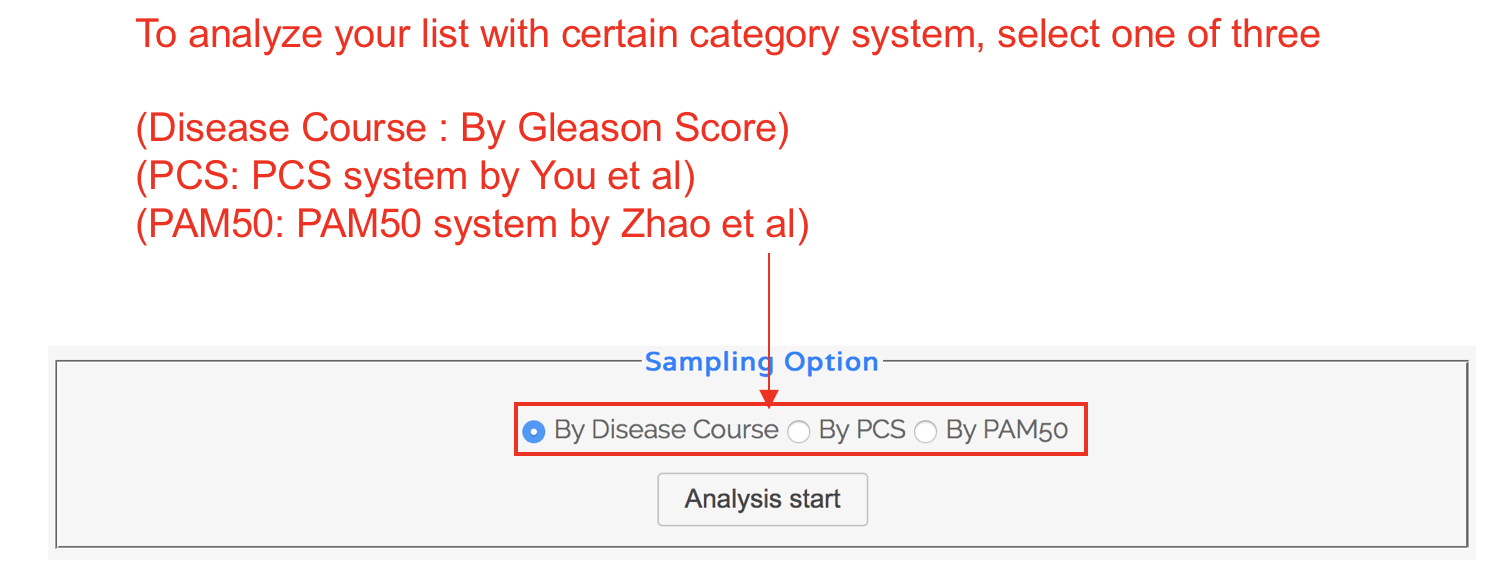 To analyze your list with certain category system, select one of three
(Disease Course : By Gleason Score)
(PCS: PCS system by You et al)
(PAM50: PAM50 system by Zhao et al)
Sampling Option
By Disease Course By PCS By PAM50
Analysis start